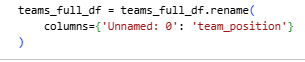 teams_full_df = teams_full_df.rename(
    columns={'Unnamed: 0': 'team_position'}
)